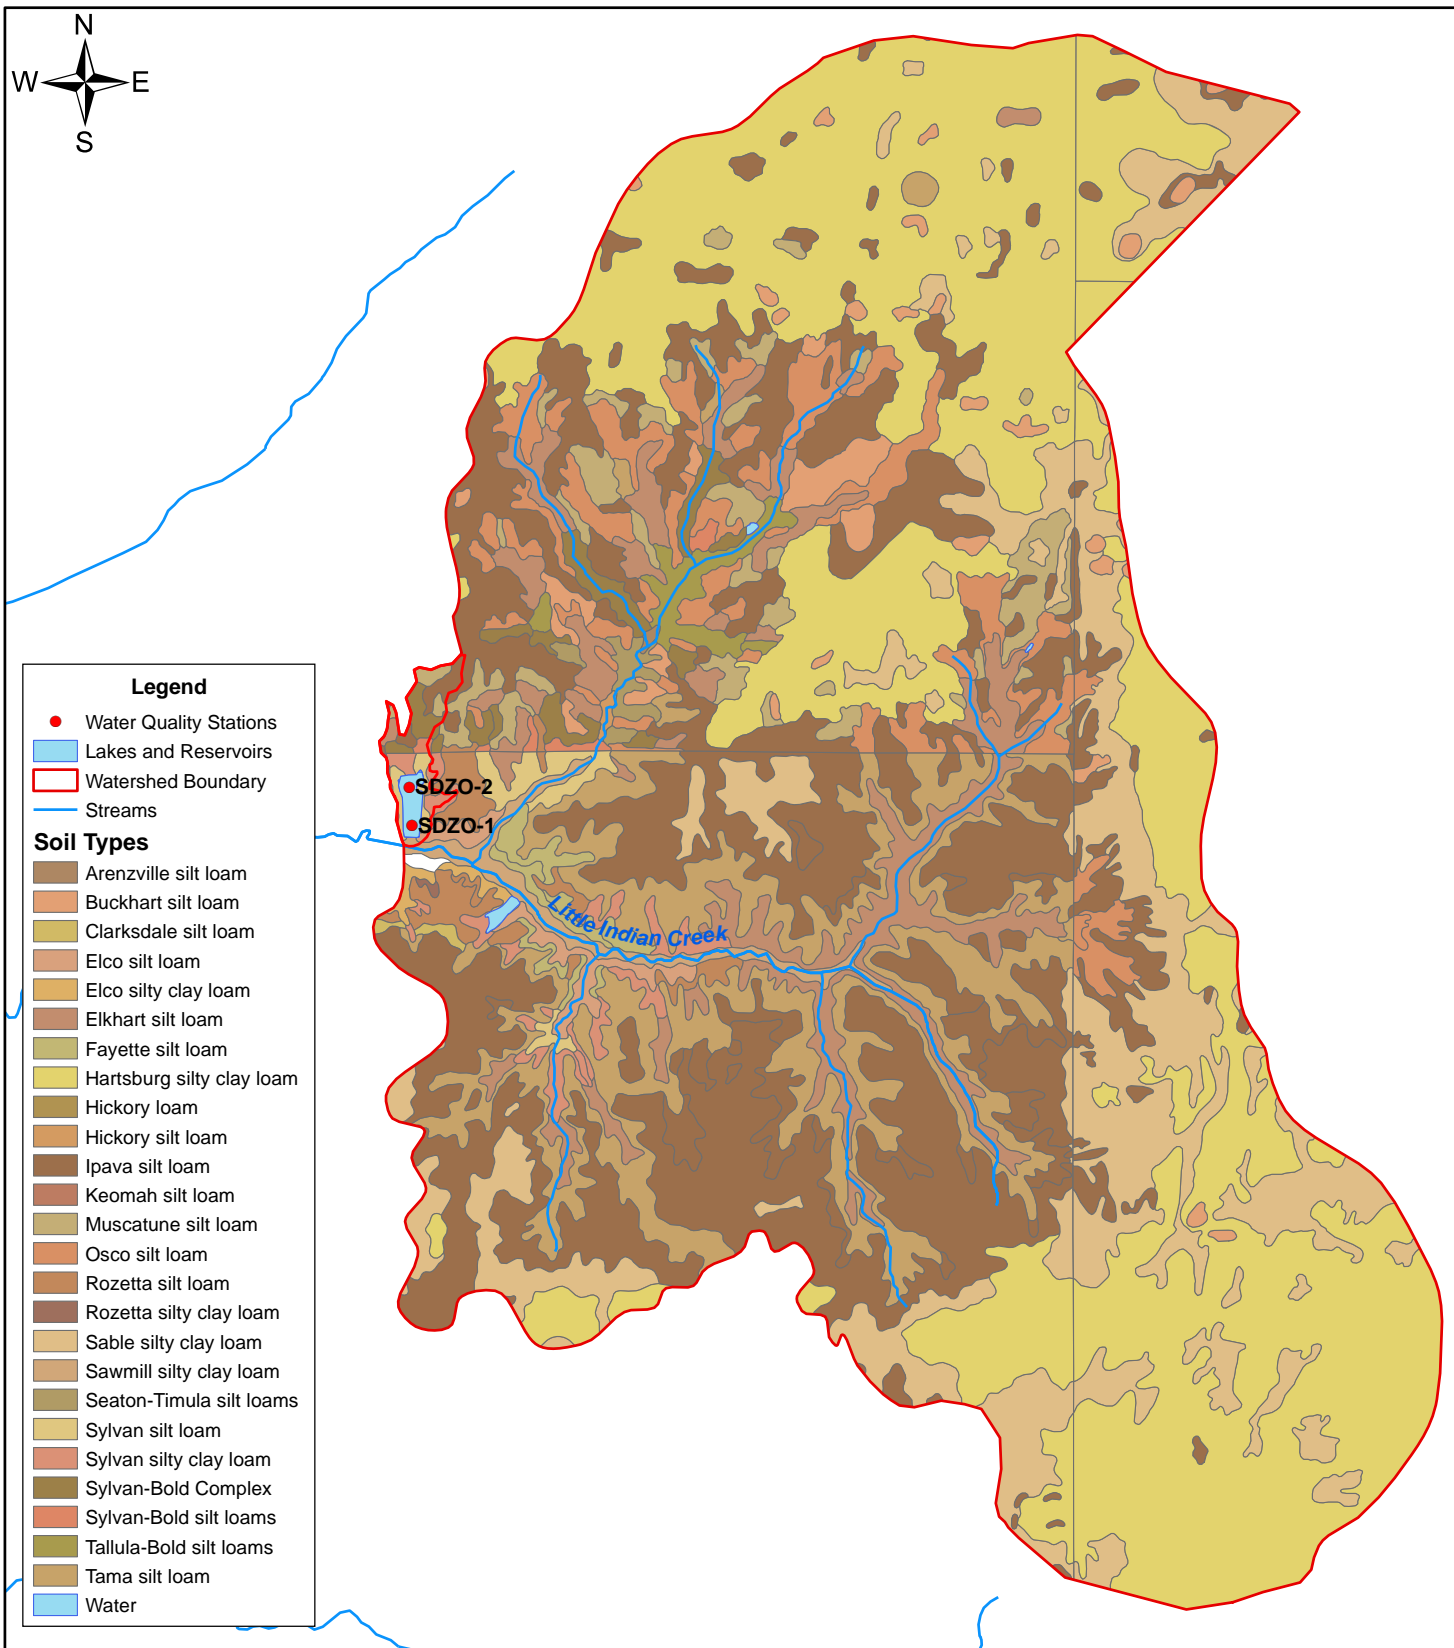 N
W E
S
Legend
Water Quality Stations
Lakes and Reservoirs
Watershed Boundary
Streams
Soil Types
Arenzville silt loam
Buckhart silt loam
Clarksdale silt loam
Elco silt loam
Elco silty clay loam
Elkhart silt loam
Fayette silt loam
Hartsburg silty clay loam
Hickory loam
Hickory silt loam
Ipava silt loam
Keomah silt loam
Muscatune silt loam
Osco silt loam
Rozetta silt loam
Rozetta silty clay loam
Sable silty clay loam
Sawmill silty clay loam
Seaton-Timula silt loams
Sylvan silt loam
Sylvan silty clay loam
Sylvan-Bold Complex
Sylvan-Bold silt loams
Tallula-Bold silt loams
Tama silt loam
Water
SDZO-2
SDZO-1
Little Indian Creek